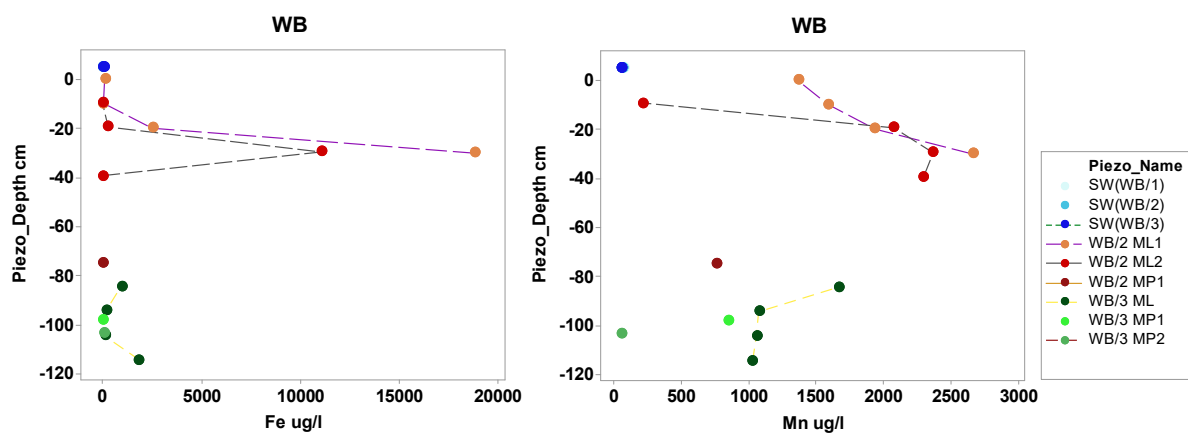 WB
Piezo_Depth cm
0
-20
-40
-60
-80
-100
-120
0
5000
10000
15000
20000
Fe ug/l
WB
Piezo_Depth cm
0
-20
-40
-60
-80
-100
-120
0
500
1000
1500
2000
2500
3000
Mn ug/l
Piezo_Name
SW(WB/1)
SW(WB/2)
SW(WB/3)
WB/2 ML1
WB/2 ML2
WB/2 MP1
WB/3 ML
WB/3 MP1
WB/3 MP2